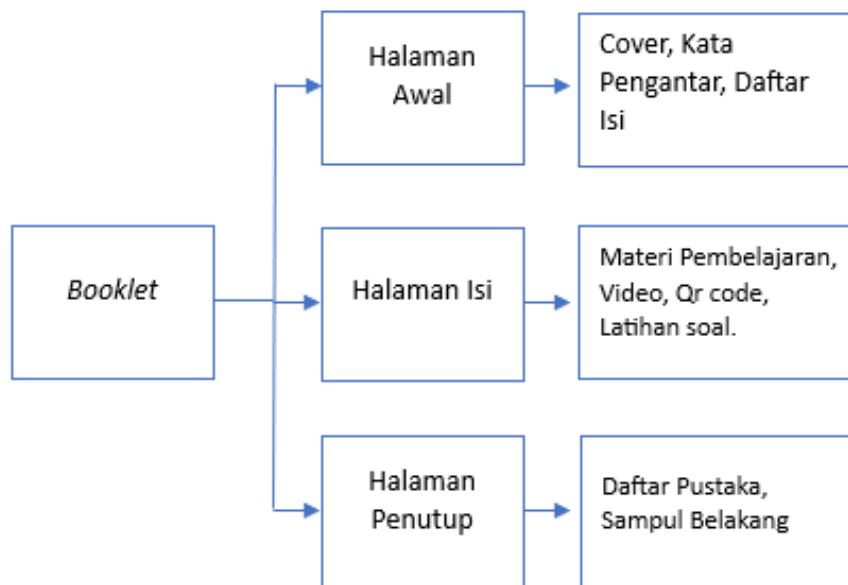 Booklet
Halaman
Awal
Cover, Kata
Pengantar, Daftar
Isi
Halaman Isi
Materi Pembelajaran,
Video, Qr code,
Latihan soal.
Halaman
Penutup
Daftar Pustaka,
Sampul Belakang